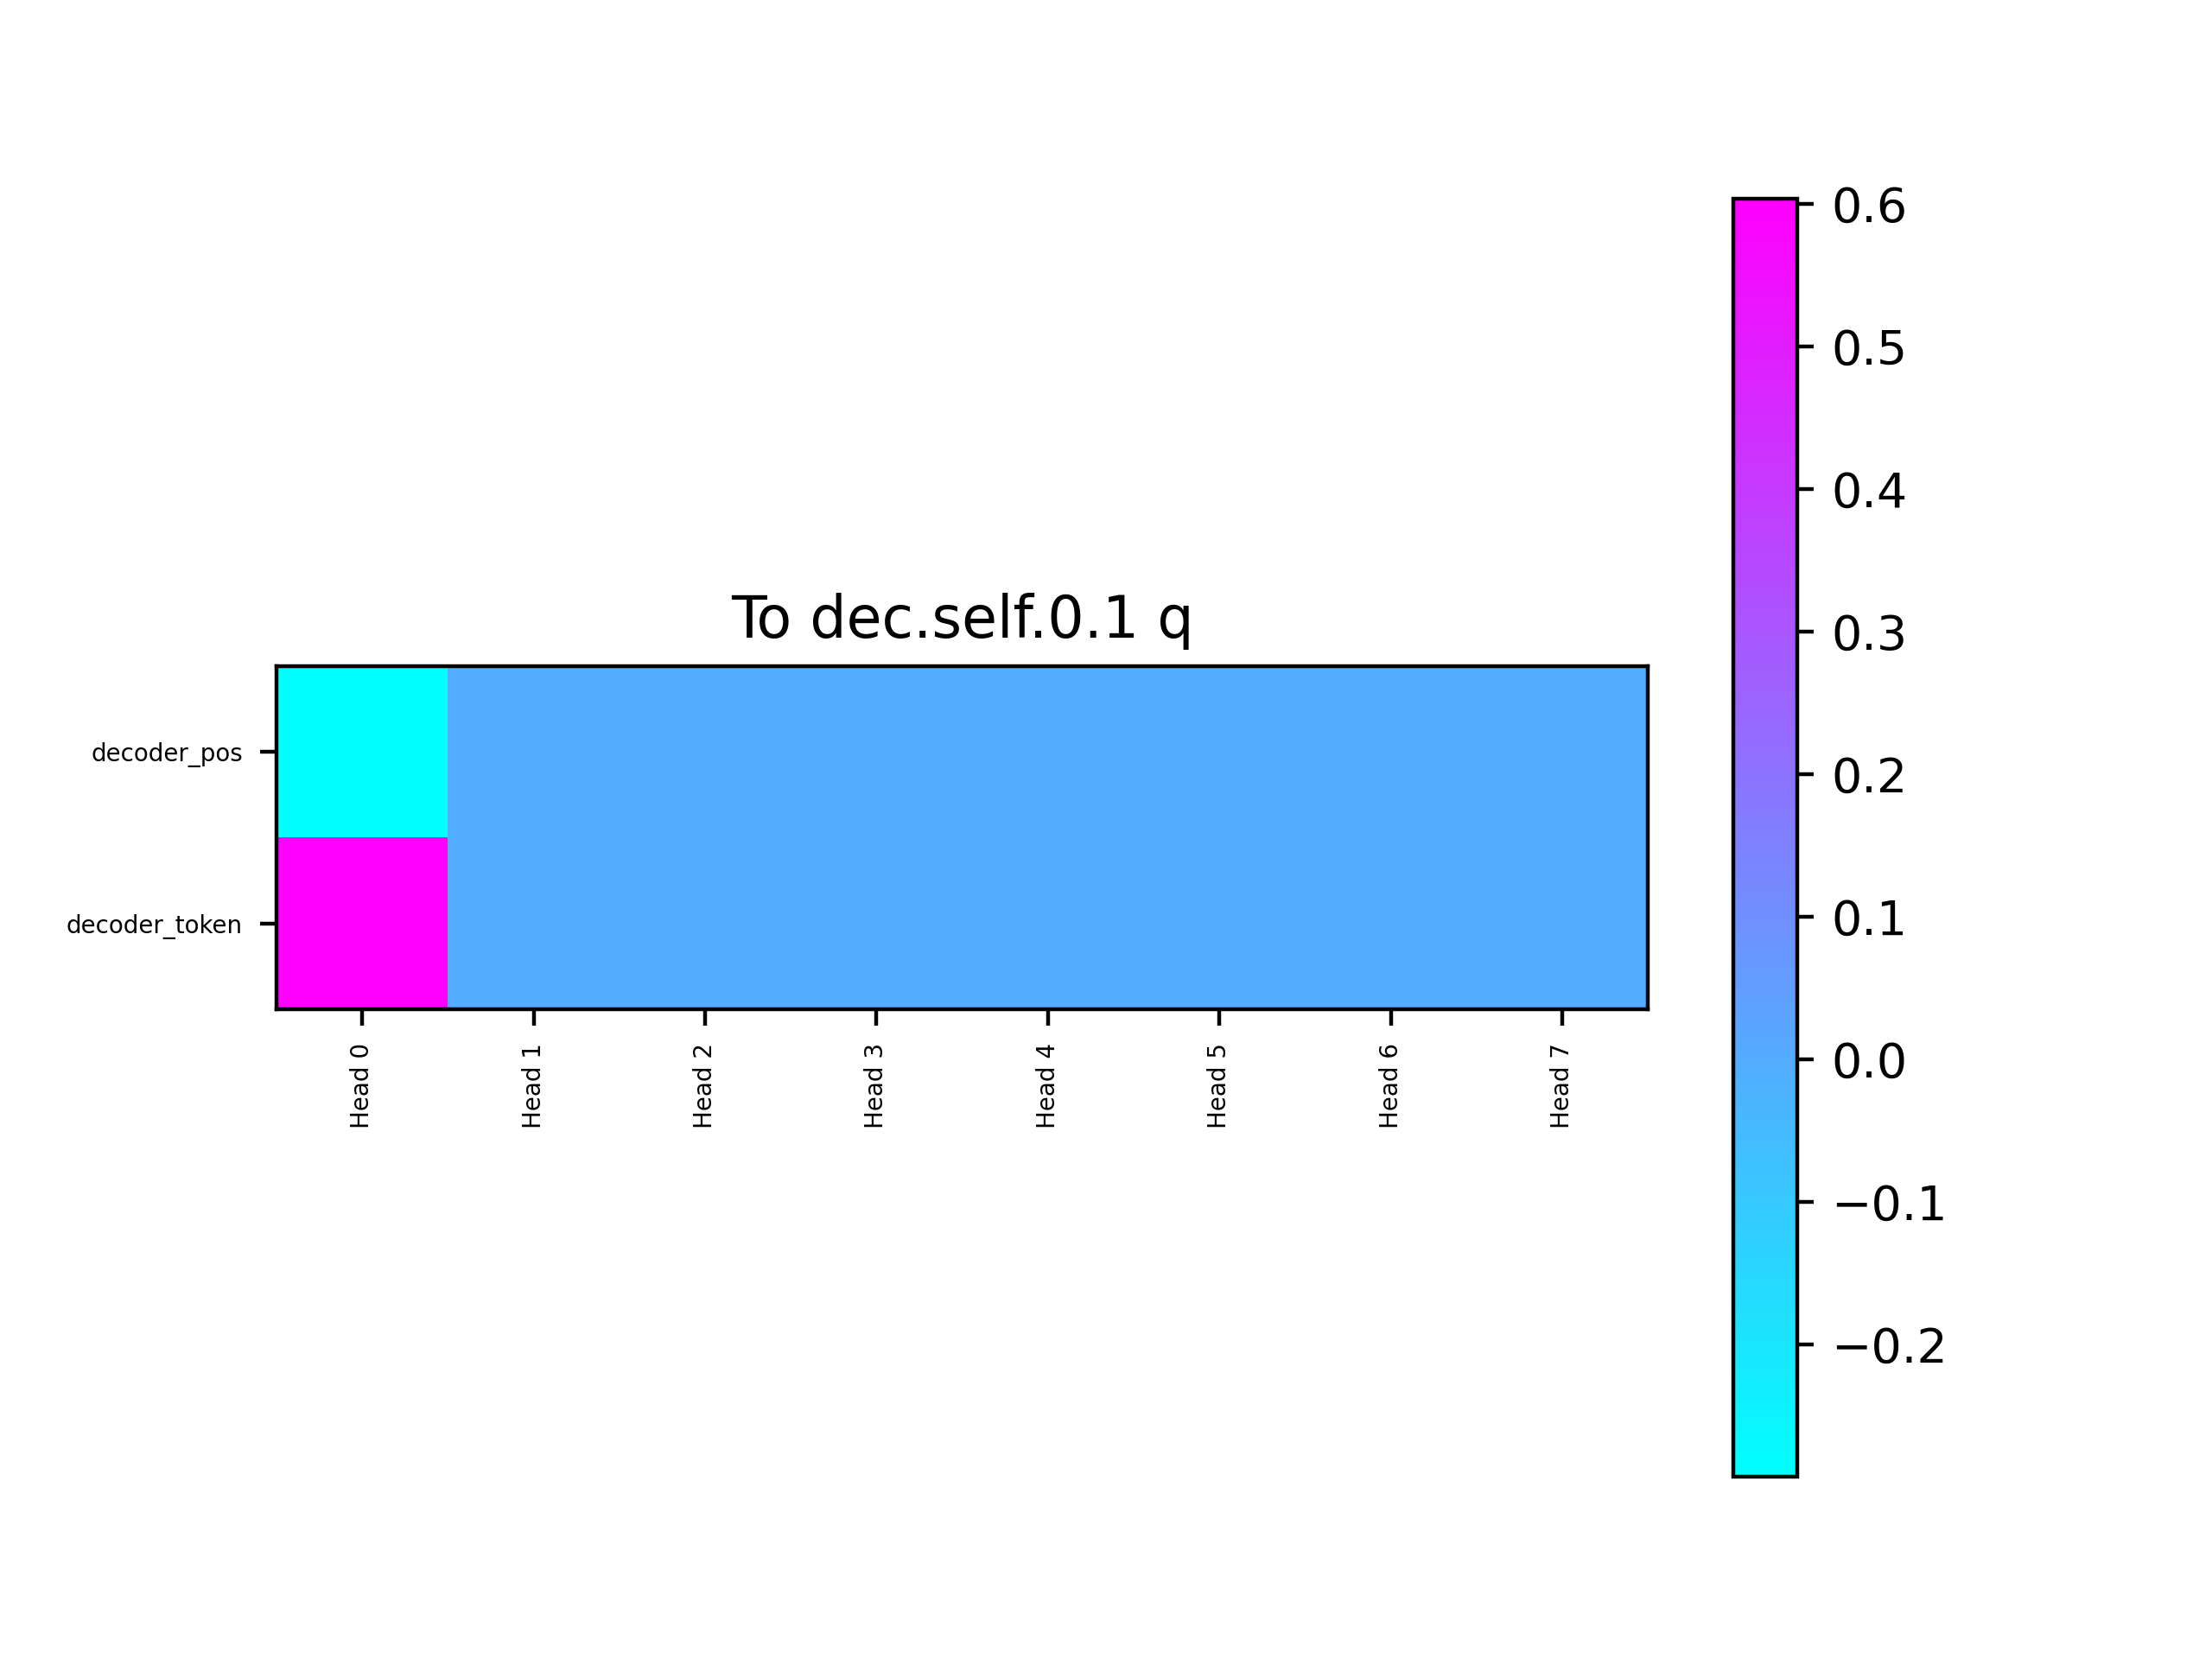 To dec.self.0.1 q
decoder_pos
decoder_token
Head 0
Head 1
Head 2
Head 3
Head 4
Head 5
Head 6
Head 7
0.6
0.5
0.4
0.3
0.2
0.1
0.0
−0.1
−0.2